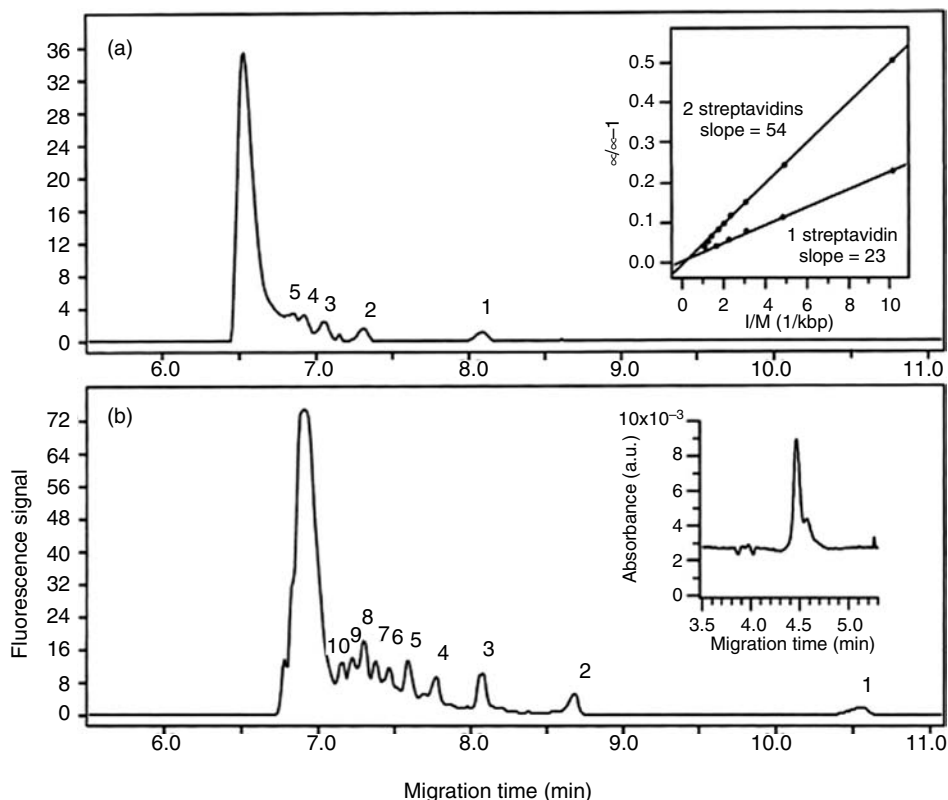 (a)
36
32
28
24
20
16
12
8
4
0
5 4 3 2 1
6.0 7.0 8.0 9.0 10.0 11.0
0.5
0.4
0.3
0.2
0.1
0.0
∝/∝–1
2 streptavidins
slope = 54
1 streptavidin
slope = 23
0 2 4 6 8 10
I/M (1/kbp)
(b)
Fluorescence signal
72
64
56
48
40
32
24
16
8
0
10 9 8 7 6 5 4 3 2 1
6.0 7.0 8.0 9.0 10.0 11.0
Migration time (min)
10x10⁻³
8
6
4
2
0
Absorbance (a.u.)
3.5 4.0 4.5 5.0
Migration time (min)